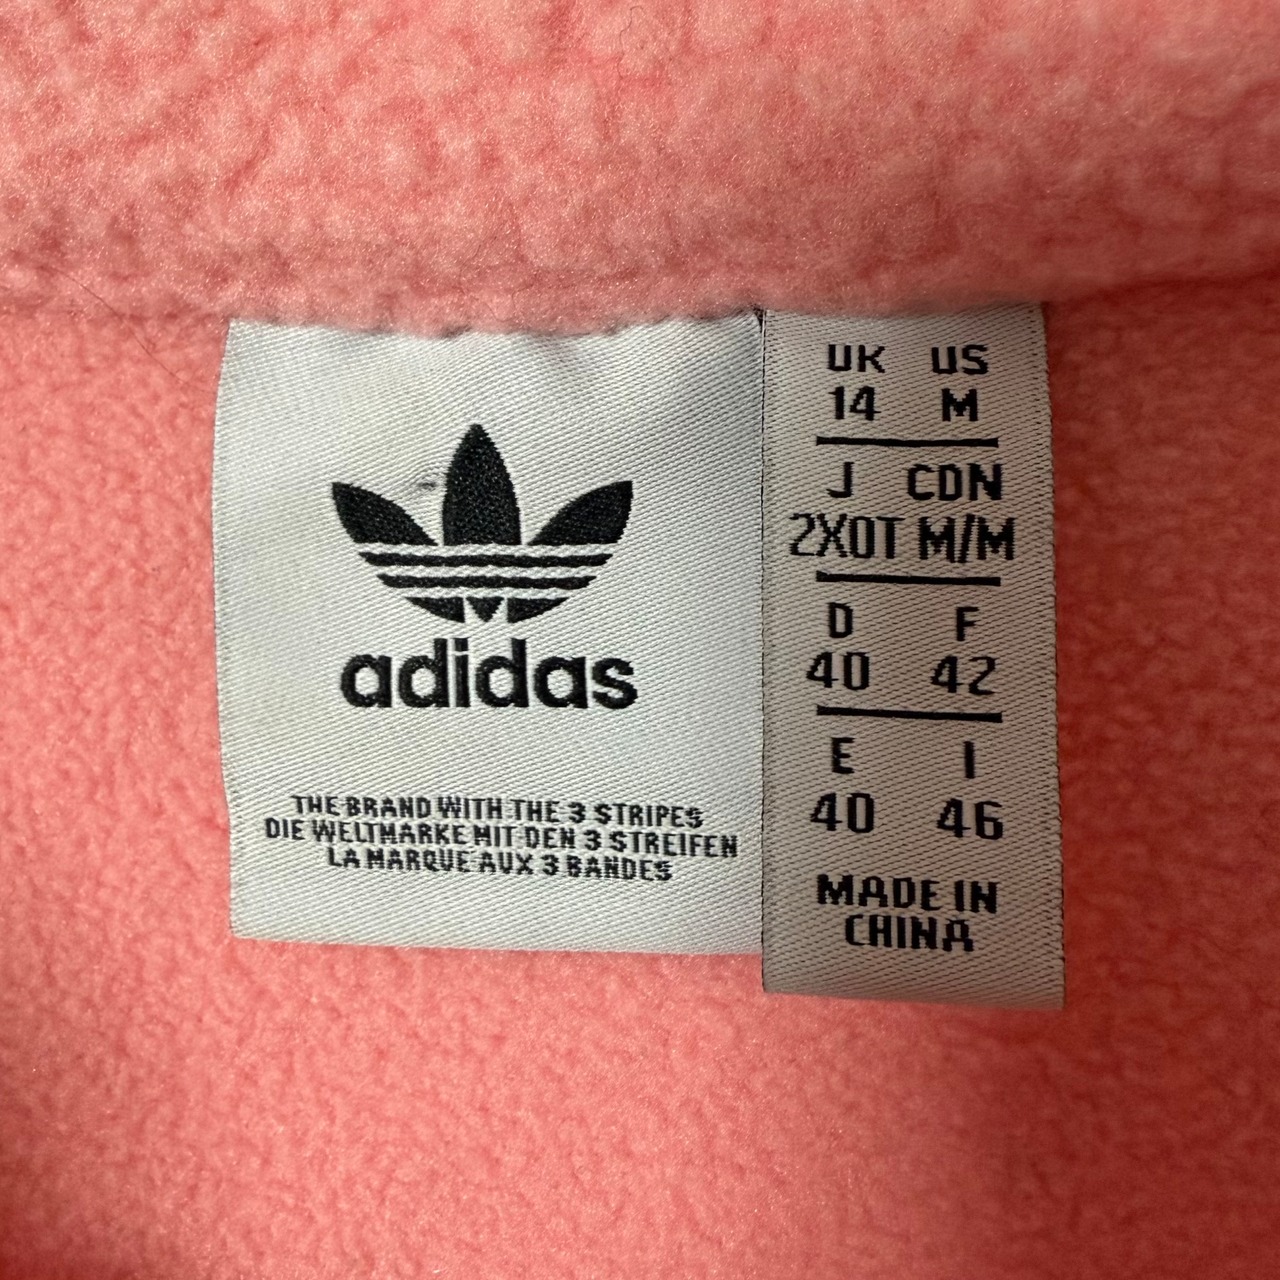 adidas
THE BRAND WITH THE 3 STRIPES
DIE WELTMARKE MIT DEN 3 STREIFEN
LA MARQUE AUX 3 BANDES
UK US
14 M
J CDN
2XOT M/M
D F
40 42
E I
40 46
MADE IN
CHINA